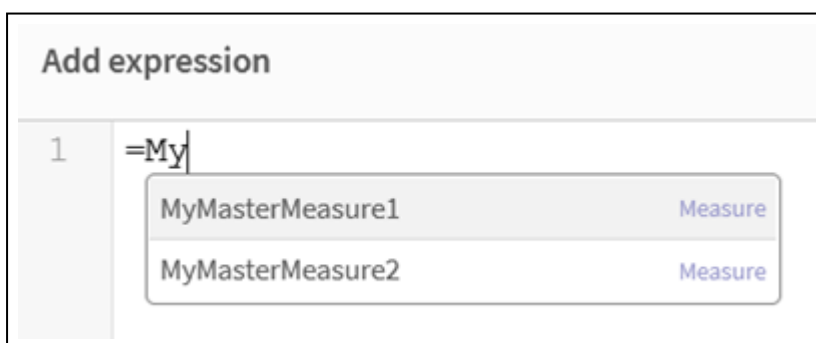 Add expression
1 =My
MyMasterMeasure1 Measure
MyMasterMeasure2 Measure